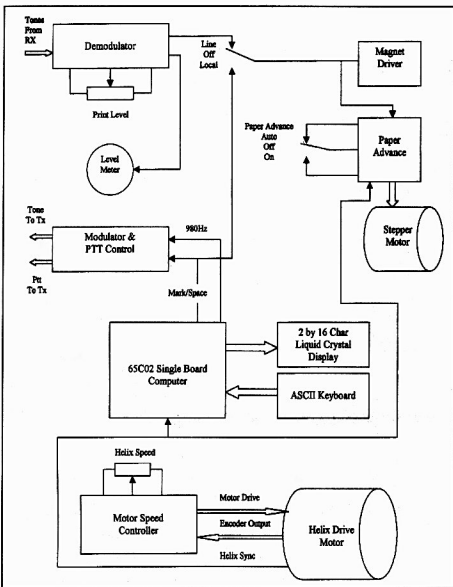 Tones
From
RX
Demodulator
Print Level
Level
Meter
Line
Off
Local
Magnet
Driver
Paper Advance
Auto
Off
On
Paper
Advance
Stepper
Motor
Tone
To Tx
Modulator &
PTT Control
Ptt
To Tx
980Hz
Mark/Space
65C02 Single Board
Computer
2 by 16 Char
Liquid Crystal
Display
ASCII Keyboard
Helix Speed
Motor Speed
Controller
Motor Drive
Encoder Output
Helix Sync
Helix Drive
Motor